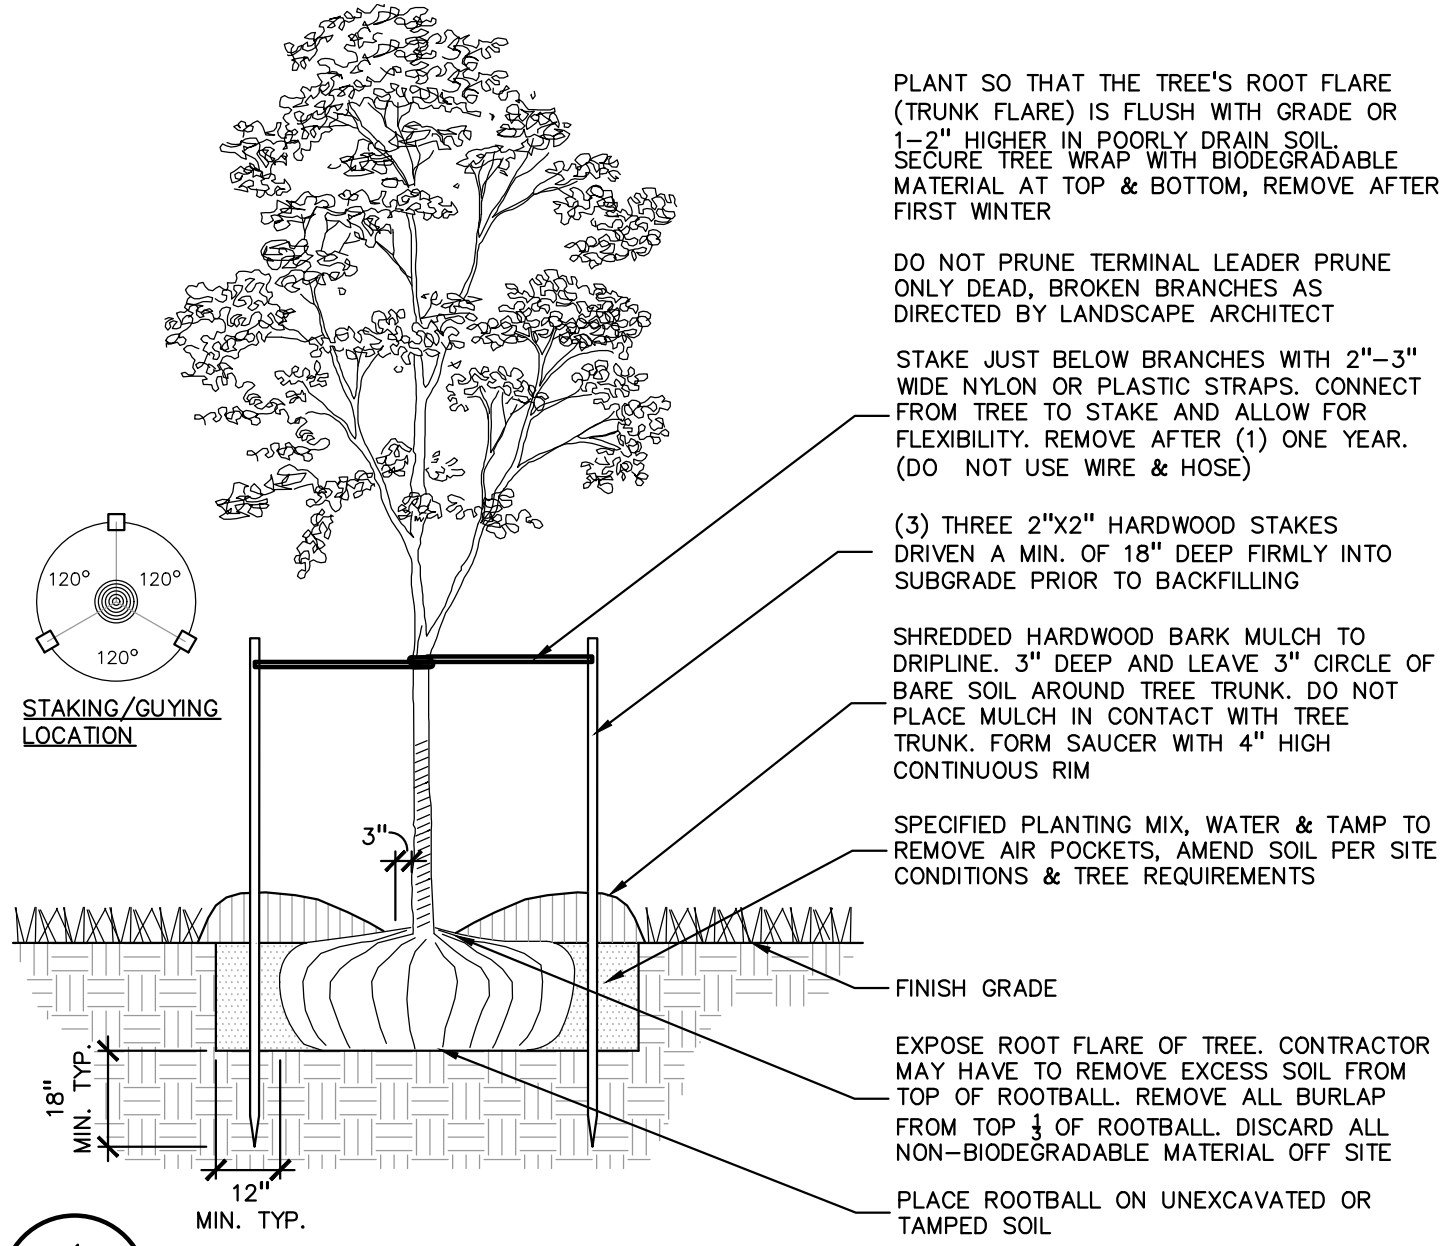 PLANT SO THAT THE TREE'S ROOT FLARE
(TRUNK FLARE) IS FLUSH WITH GRADE OR
1-2" HIGHER IN POORLY DRAIN SOIL.
SECURE TREE WRAP WITH BIODEGRADABLE
MATERIAL AT TOP & BOTTOM, REMOVE AFTER
FIRST WINTER
DO NOT PRUNE TERMINAL LEADER PRUNE
ONLY DEAD, BROKEN BRANCHES AS
DIRECTED BY LANDSCAPE ARCHITECT
STAKE JUST BELOW BRANCHES WITH 2"-3"
WIDE NYLON OR PLASTIC STRAPS. CONNECT
FROM TREE TO STAKE AND ALLOW FOR
FLEXIBILITY. REMOVE AFTER (1) ONE YEAR.
(DO NOT USE WIRE & HOSE)
(3) THREE 2"X2" HARDWOOD STAKES
DRIVEN A MIN. OF 18" DEEP FIRMLY INTO
SUBGRADE PRIOR TO BACKFILLING
SHREDDED HARDWOOD BARK MULCH TO
DRIPLINE. 3" DEEP AND LEAVE 3" CIRCLE OF
BARE SOIL AROUND TREE TRUNK. DO NOT
PLACE MULCH IN CONTACT WITH TREE
TRUNK. FORM SAUCER WITH 4" HIGH
CONTINUOUS RIM
SPECIFIED PLANTING MIX, WATER & TAMP TO
REMOVE AIR POCKETS, AMEND SOIL PER SITE
CONDITIONS & TREE REQUIREMENTS
FINISH GRADE
EXPOSE ROOT FLARE OF TREE. CONTRACTOR
MAY HAVE TO REMOVE EXCESS SOIL FROM
TOP OF ROOTBALL. REMOVE ALL BURLAP
FROM TOP 1/3 OF ROOTBALL. DISCARD ALL
NON-BIODEGRADABLE MATERIAL OFF SITE
PLACE ROOTBALL ON UNEXCAVATED OR
TAMPED SOIL
120° 120°
120°
STAKING/GUYING
LOCATION
3"
18"
MIN. TYP.
12"
MIN. TYP.